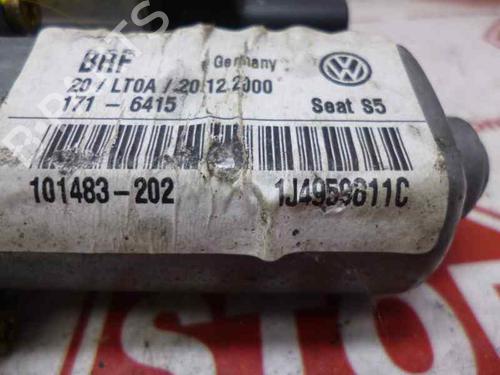 BRF Germany
20 / LT0A / 20.12.2000
171 - 6415 Seat S5
101483-202 1J4959811C